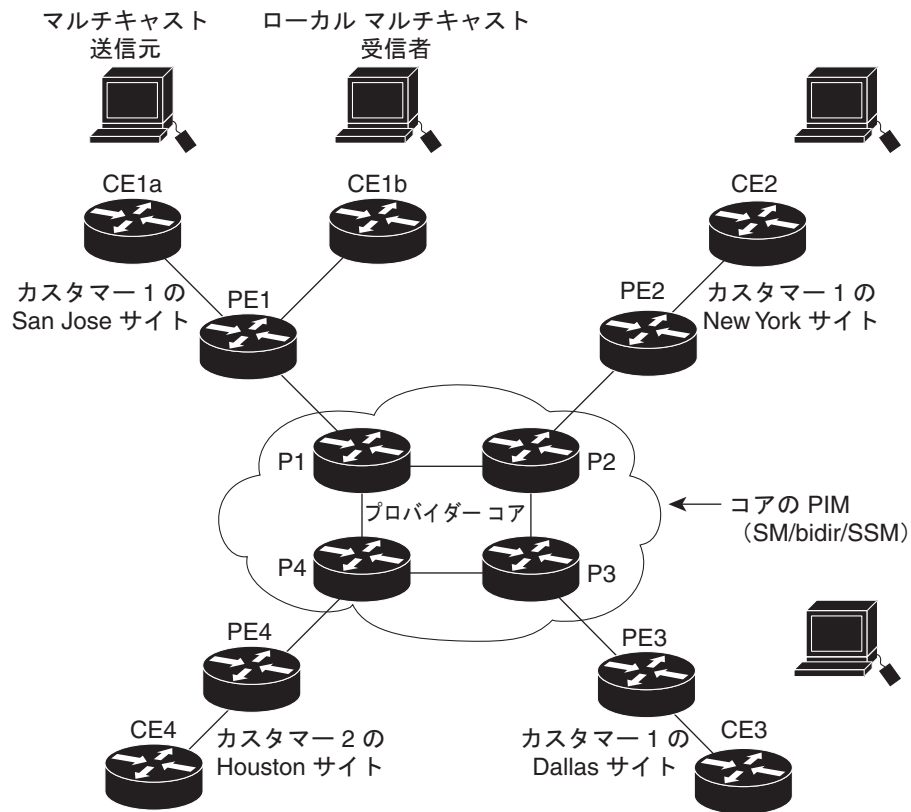 マルチキャスト
送信元
ローカル マルチキャスト
受信者
CE1a
CE1b
CE2
カスタマー 1 の
San Jose サイト
PE1
PE2
カスタマー 1 の
New York サイト
P1
P2
プロバイダー コア
コアの PIM
（SM/bidir/SSM）
P4
P3
PE4
PE3
CE4
カスタマー 2 の
Houston サイト
カスタマー 1 の
Dallas サイト
CE3